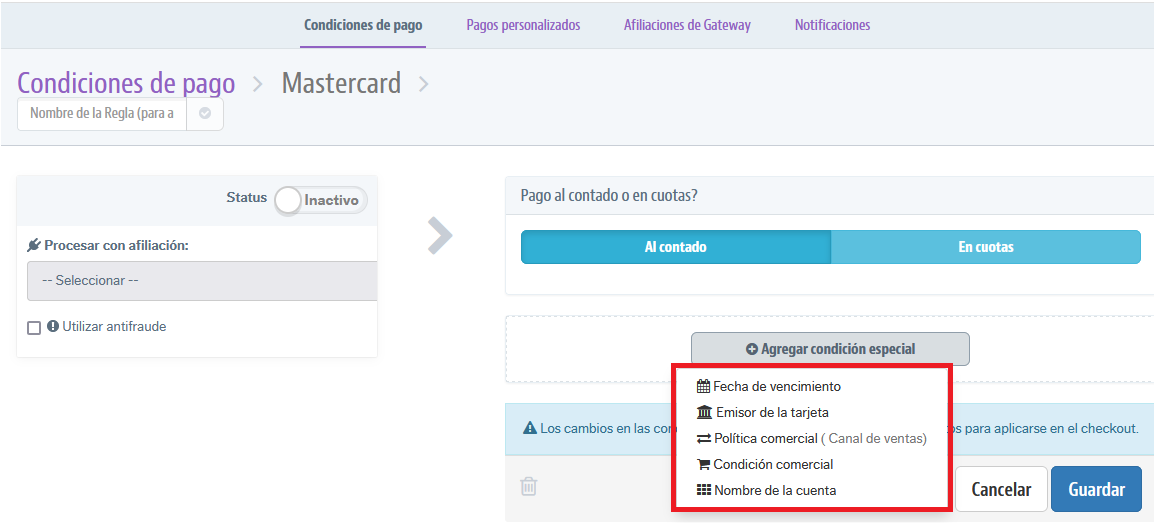 Condiciones de pago Pagos personalizados Afiliaciones de Gateway Notificaciones
Condiciones de pago > Mastercard >
Nombre de la Regla (para a
Status Inactivo
Procesar con afiliación:
-- Seleccionar --
Utilizar antifraude
Pago al contado o en cuotas?
Al contado En cuotas
Agregar condición especial
Fecha de vencimiento
Emisor de la tarjeta
Política comercial ( Canal de ventas)
Condición comercial
Nombre de la cuenta
Los cambios en las para aplicarse en el checkout.
Cancelar Guardar